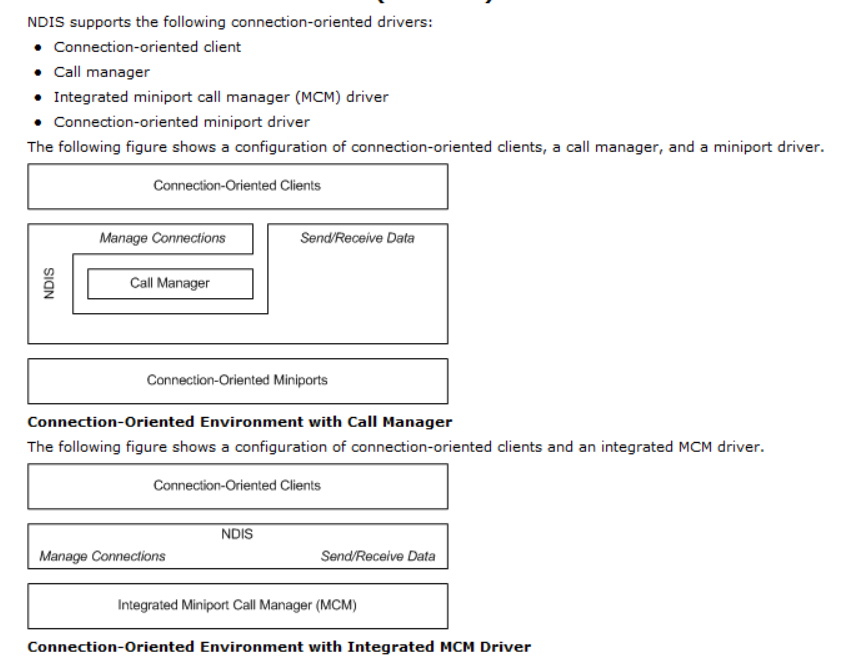 NDIS supports the following connection-oriented drivers:
• Connection-oriented client
• Call manager
• Integrated miniport call manager (MCM) driver
• Connection-oriented miniport driver
The following figure shows a configuration of connection-oriented clients, a call manager, and a miniport driver.
Connection-Oriented Clients
Manage Connections
Send/Receive Data
NDIS
Call Manager
Connection-Oriented Miniports
Connection-Oriented Environment with Call Manager
The following figure shows a configuration of connection-oriented clients and an integrated MCM driver.
Connection-Oriented Clients
NDIS
Manage Connections
Send/Receive Data
Integrated Miniport Call Manager (MCM)
Connection-Oriented Environment with Integrated MCM Driver